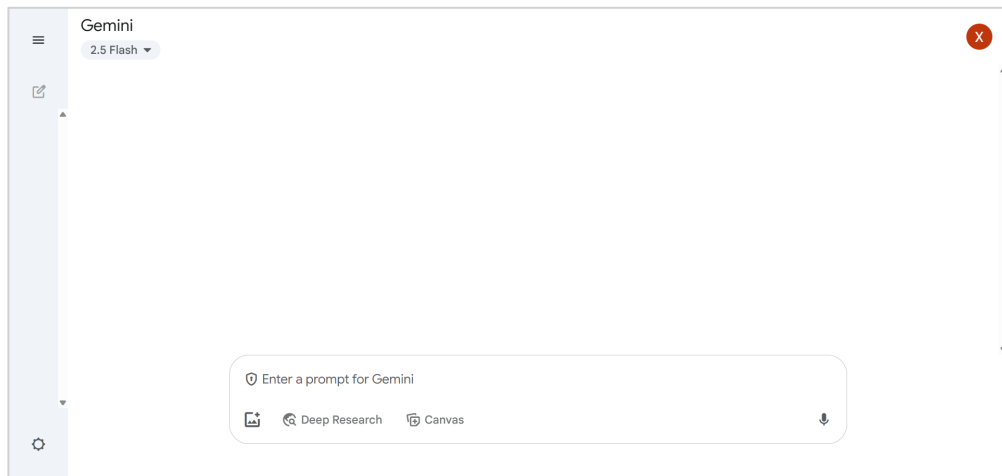 Gemini
2.5 Flash
X
Enter a prompt for Gemini
Deep Research Canvas